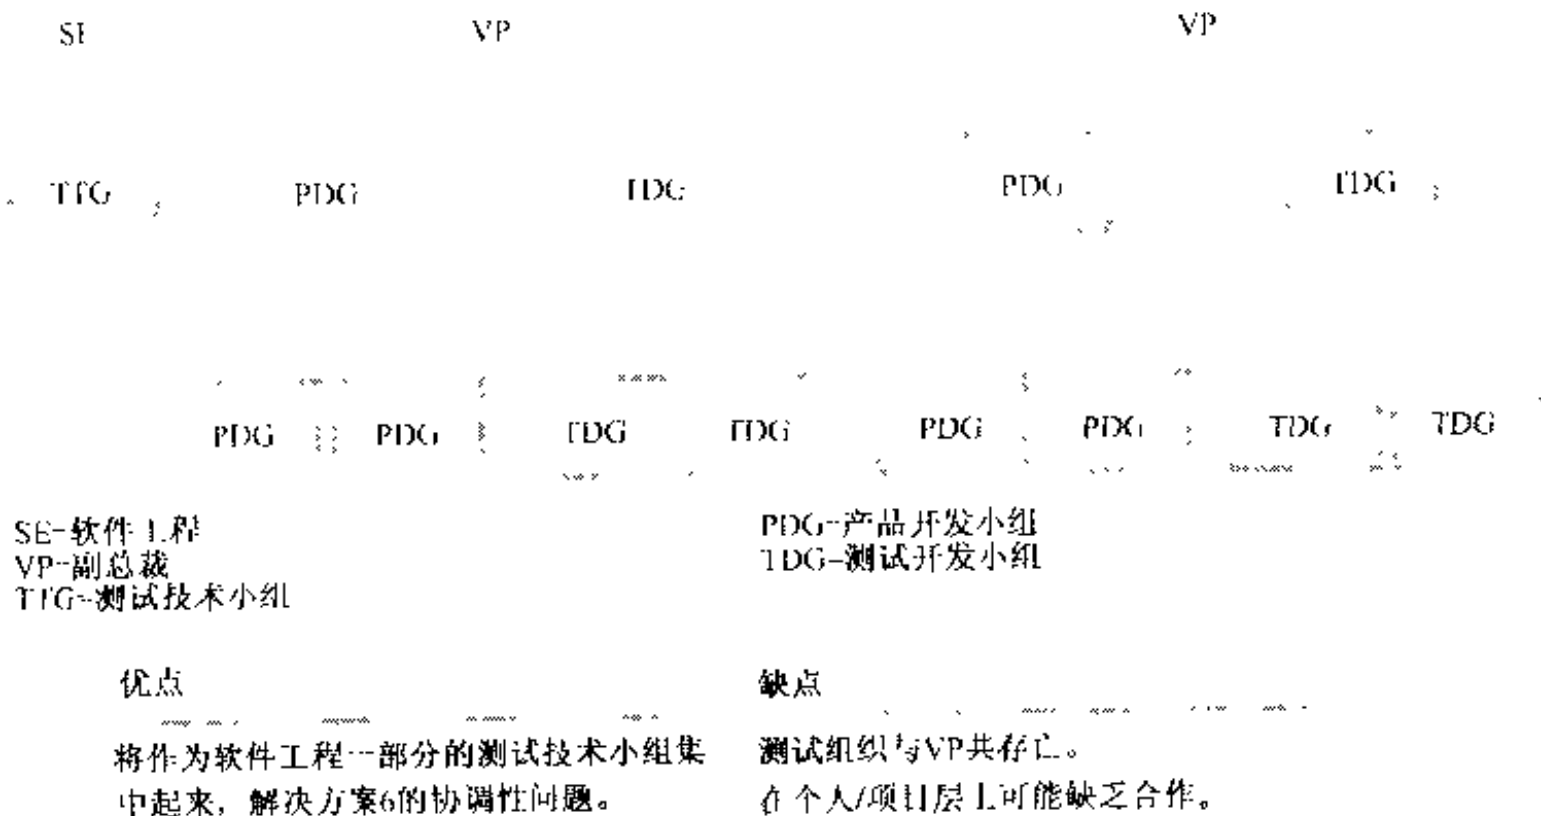 SE VP VP
TTG PDG TDG PDG TDG
PDG PDG TDG TDG PDG PDG TDG TDG
SE-软件工程 PDG-产品开发小组
VP-副总裁 TDG-测试开发小组
TTG-测试技术小组
优点 缺点
将作为软件工程一部分的测试技术小组集 测试组织与VP共存亡。
中起来，解决方案6的协调性问题。 在个人/项目层上可能缺乏合作。